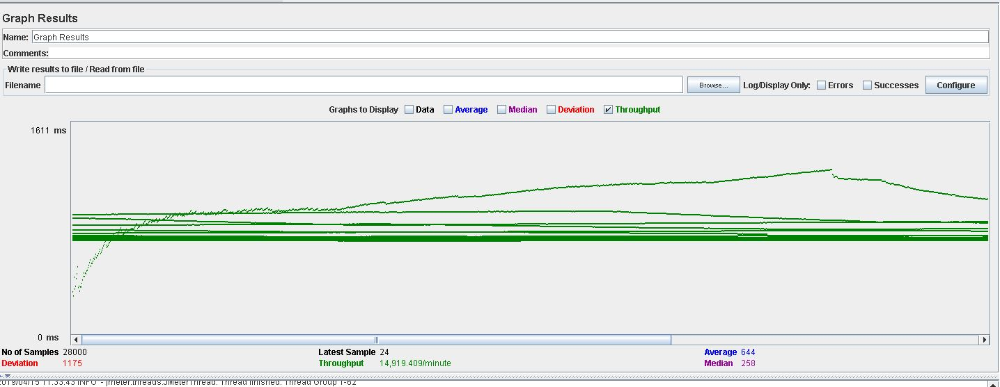 Graph Results
Name: Graph Results
Comments:
Write results to file / Read from file
Filename Browse... Log/Display Only: Errors Successes Configure
Graphs to Display Data Average Median Deviation Throughput
1611 ms
0 ms
No of Samples 28000 Latest Sample 24 Average 644
Deviation 1175 Throughput 14,919.409/minute Median 258
2019/04/15 11:33:43 INFO - jmeter.threads.JMeterThread: Thread finished: Thread Group 1-62